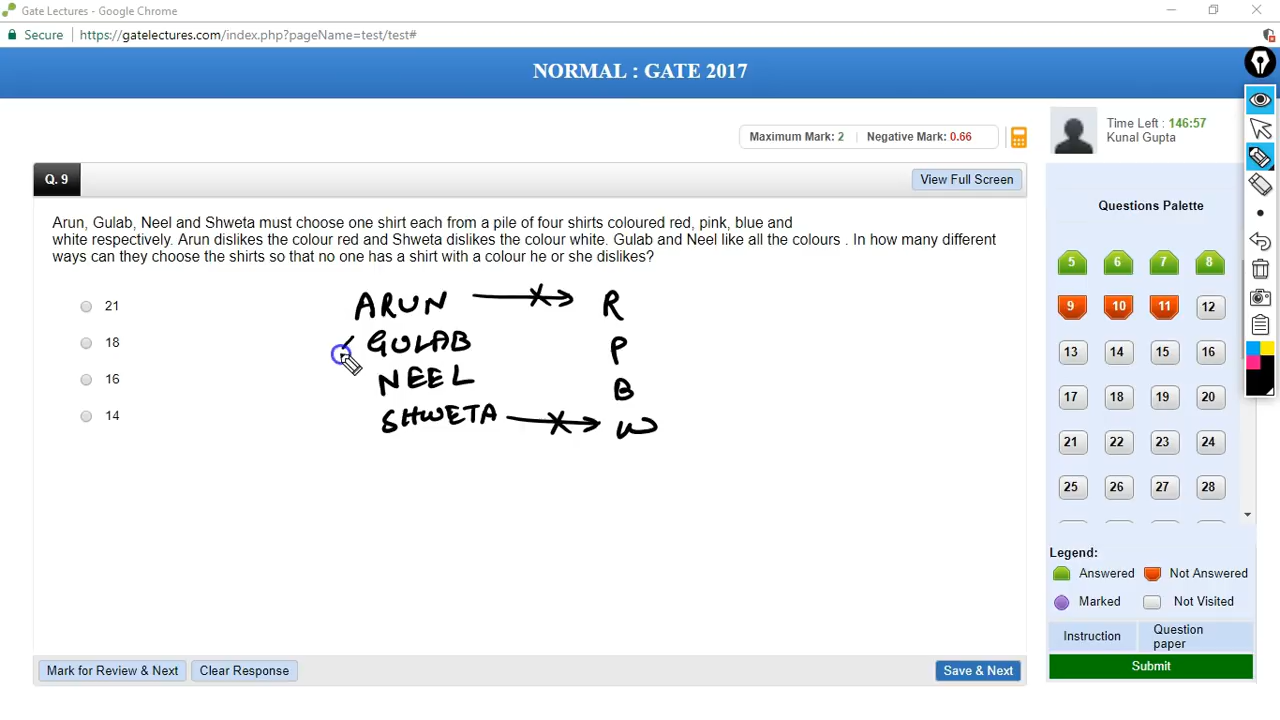 Gate Lectures - Google Chrome
Secure https://gatelectures.com/index.php?pageName=test/test#
NORMAL : GATE 2017
Maximum Mark: 2 | Negative Mark: 0.66
Time Left : 146:57
Kunal Gupta
Q. 9
View Full Screen
Arun, Gulab, Neel and Shweta must choose one shirt each from a pile of four shirts coloured red, pink, blue and
white respectively. Arun dislikes the colour red and Shweta dislikes the colour white. Gulab and Neel like all the colours . In how many different
ways can they choose the shirts so that no one has a shirt with a colour he or she dislikes?
21
18
16
14
ARUN R
GULAB P
NEEL B
SHWETA W
Questions Palette
5 6 7 8
9 10 11 12
13 14 15 16
17 18 19 20
21 22 23 24
25 26 27 28
Legend:
Answered Not Answered
Marked Not Visited
Instruction Question
paper
Submit
Mark for Review & Next Clear Response Save & Next